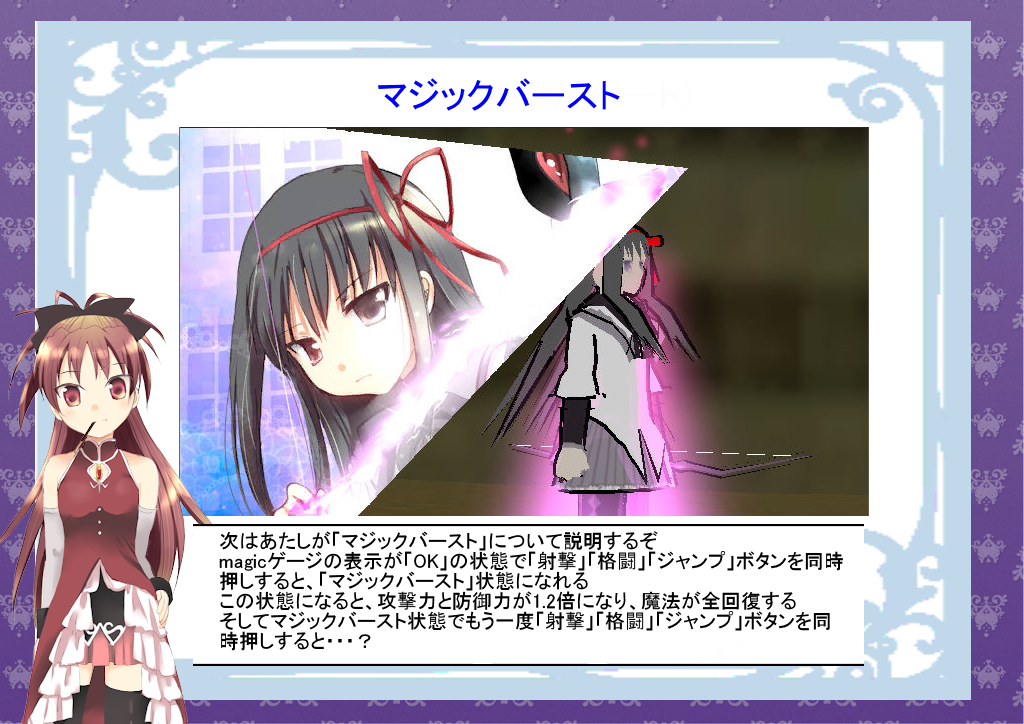 マジックバースト
次はあたしが｢マジックバースト｣について説明するぞ
magicゲージの表示が｢OK｣の状態で｢射撃｣｢格闘｣｢ジャンプ｣ボタンを同時
押しすると､｢マジックバースト｣状態になれる
この状態になると､攻撃力と防御力が1.2倍になり､魔法が全回復する
そしてマジックバースト状態でもう一度｢射撃｣｢格闘｣｢ジャンプ｣ボタンを同
時押しすると･･･？